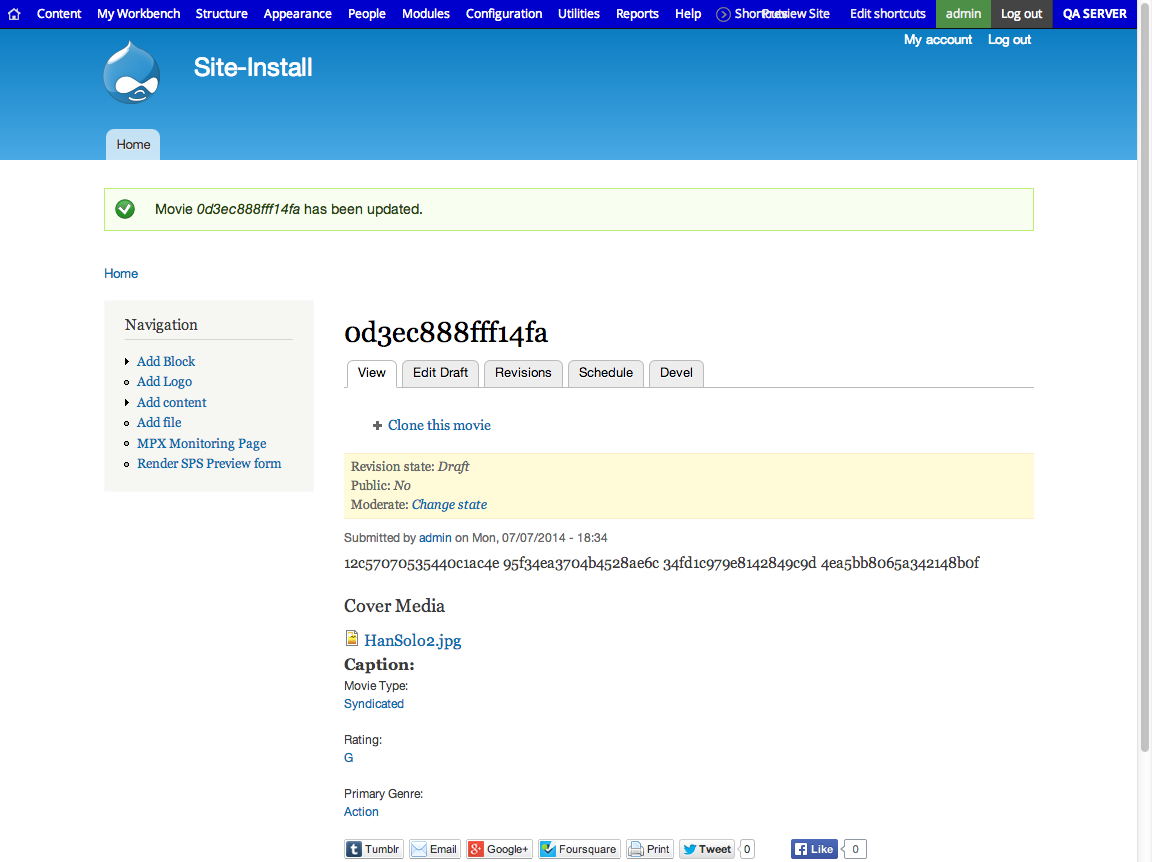 Content My Workbench Structure Appearance People Modules Configuration Utilities Reports Help Shortcuts Preview Site Edit shortcuts admin Log out QA SERVER
My account Log out
Site-Install
Home
Movie 0d3ec888fff14fa has been updated.
Home
Navigation
Add Block
Add Logo
Add content
Add file
MPX Monitoring Page
Render SPS Preview form
0d3ec888fff14fa
View Edit Draft Revisions Schedule Devel
Clone this movie
Revision state: Draft
Public: No
Moderate: Change state
Submitted by admin on Mon, 07/07/2014 - 18:34
12c57070535440c1ac4e 95f34ea3704b4528ae6c 34fd1c979e8142849c9d 4ea5bb8065a342148b0f
Cover Media
HanSolo2.jpg
Caption:
Movie Type:
Syndicated
Rating:
G
Primary Genre:
Action
Tumblr Email Google+ Foursquare Print Tweet 0 Like 0